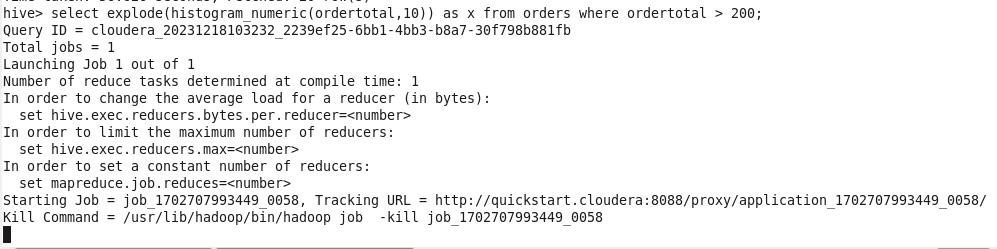 hive> select explode(histogram_numeric(ordertotal,10)) as x from orders where ordertotal > 200;
Query ID = cloudera_20231218103232_2239ef25-6bb1-4bb3-b8a7-30f798b881fb
Total jobs = 1
Launching Job 1 out of 1
Number of reduce tasks determined at compile time: 1
In order to change the average load for a reducer (in bytes):
  set hive.exec.reducers.bytes.per.reducer=<number>
In order to limit the maximum number of reducers:
  set hive.exec.reducers.max=<number>
In order to set a constant number of reducers:
  set mapreduce.job.reduces=<number>
Starting Job = job_1702707993449_0058, Tracking URL = http://quickstart.cloudera:8088/proxy/application_1702707993449_0058/
Kill Command = /usr/lib/hadoop/bin/hadoop job  -kill job_1702707993449_0058